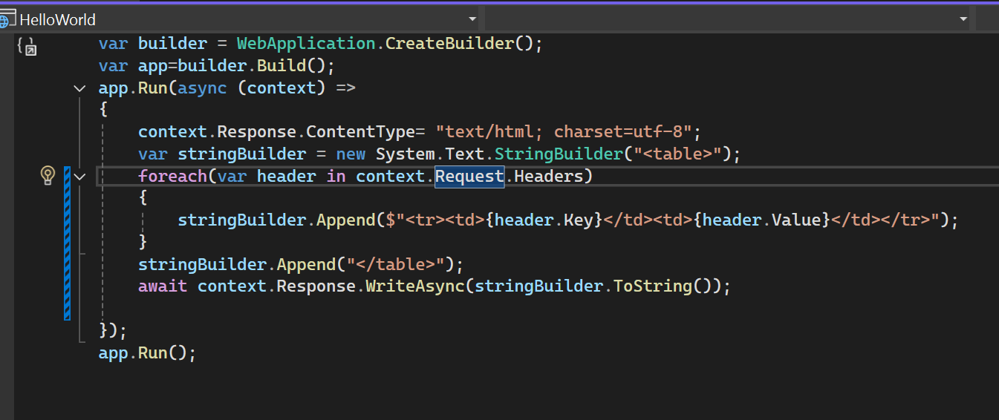 HelloWorld
var builder = WebApplication.CreateBuilder();
var app=builder.Build();
app.Run(async (context) =>
{
    context.Response.ContentType= "text/html; charset=utf-8";
    var stringBuilder = new System.Text.StringBuilder("<table>");
    foreach(var header in context.Request.Headers)
    {
        stringBuilder.Append($"<tr><td>{header.Key}</td><td>{header.Value}</td></tr>");
    }
    stringBuilder.Append("</table>");
    await context.Response.WriteAsync(stringBuilder.ToString());
});
app.Run();